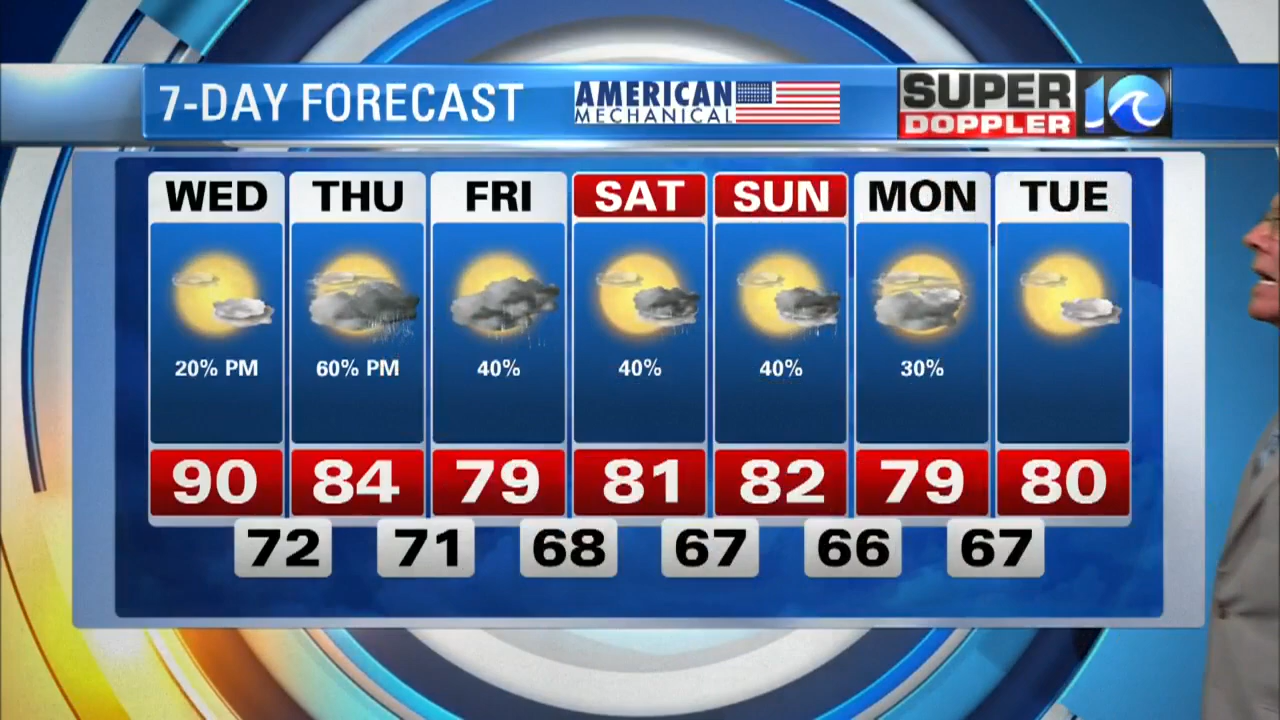 7-DAY FORECAST
AMERICAN
MECHANICAL
SUPER
DOPPLER
10
WED THU FRI SAT SUN MON TUE
20% PM 60% PM 40% 40% 40% 30%
90 84 79 81 82 79 80
72 71 68 67 66 67